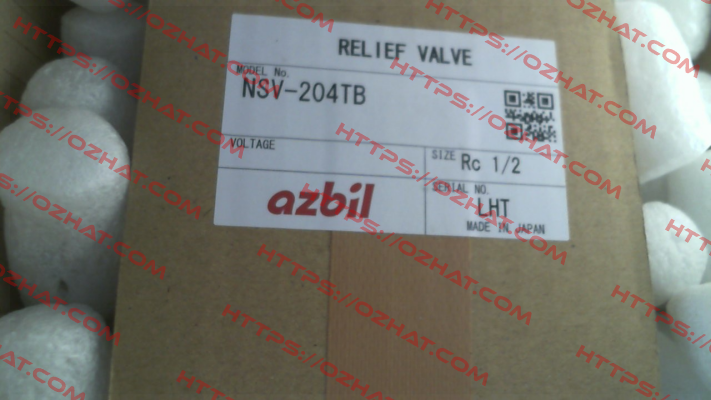 RELIEF VALVE
MODEL No.
NSV-204TB
VOLTAGE
SIZE Rc 1/2
azbil
SERIAL NO.
LHT
MADE IN JAPAN
HTTPS://OZHAT.COM